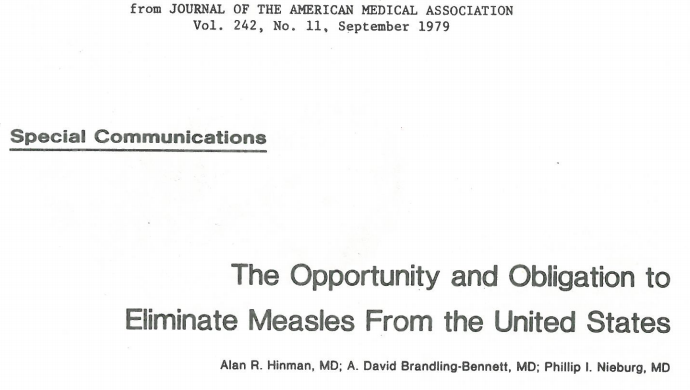 from JOURNAL OF THE AMERICAN MEDICAL ASSOCIATION
Vol. 242, No. 11, September 1979
Special Communications
The Opportunity and Obligation to
Eliminate Measles From the United States
Alan R. Hinman, MD; A. David Brandling-Bennett, MD; Phillip I. Nieburg, MD